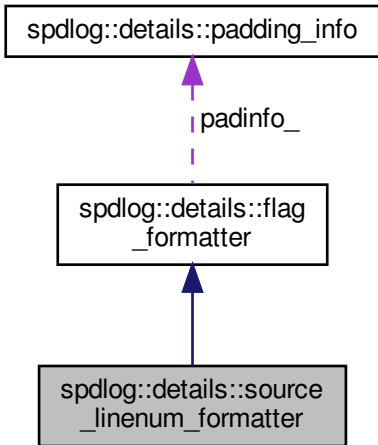 spdlog::details::padding_info
padinfo_
spdlog::details::flag
_formatter
spdlog::details::source
_linenum_formatter